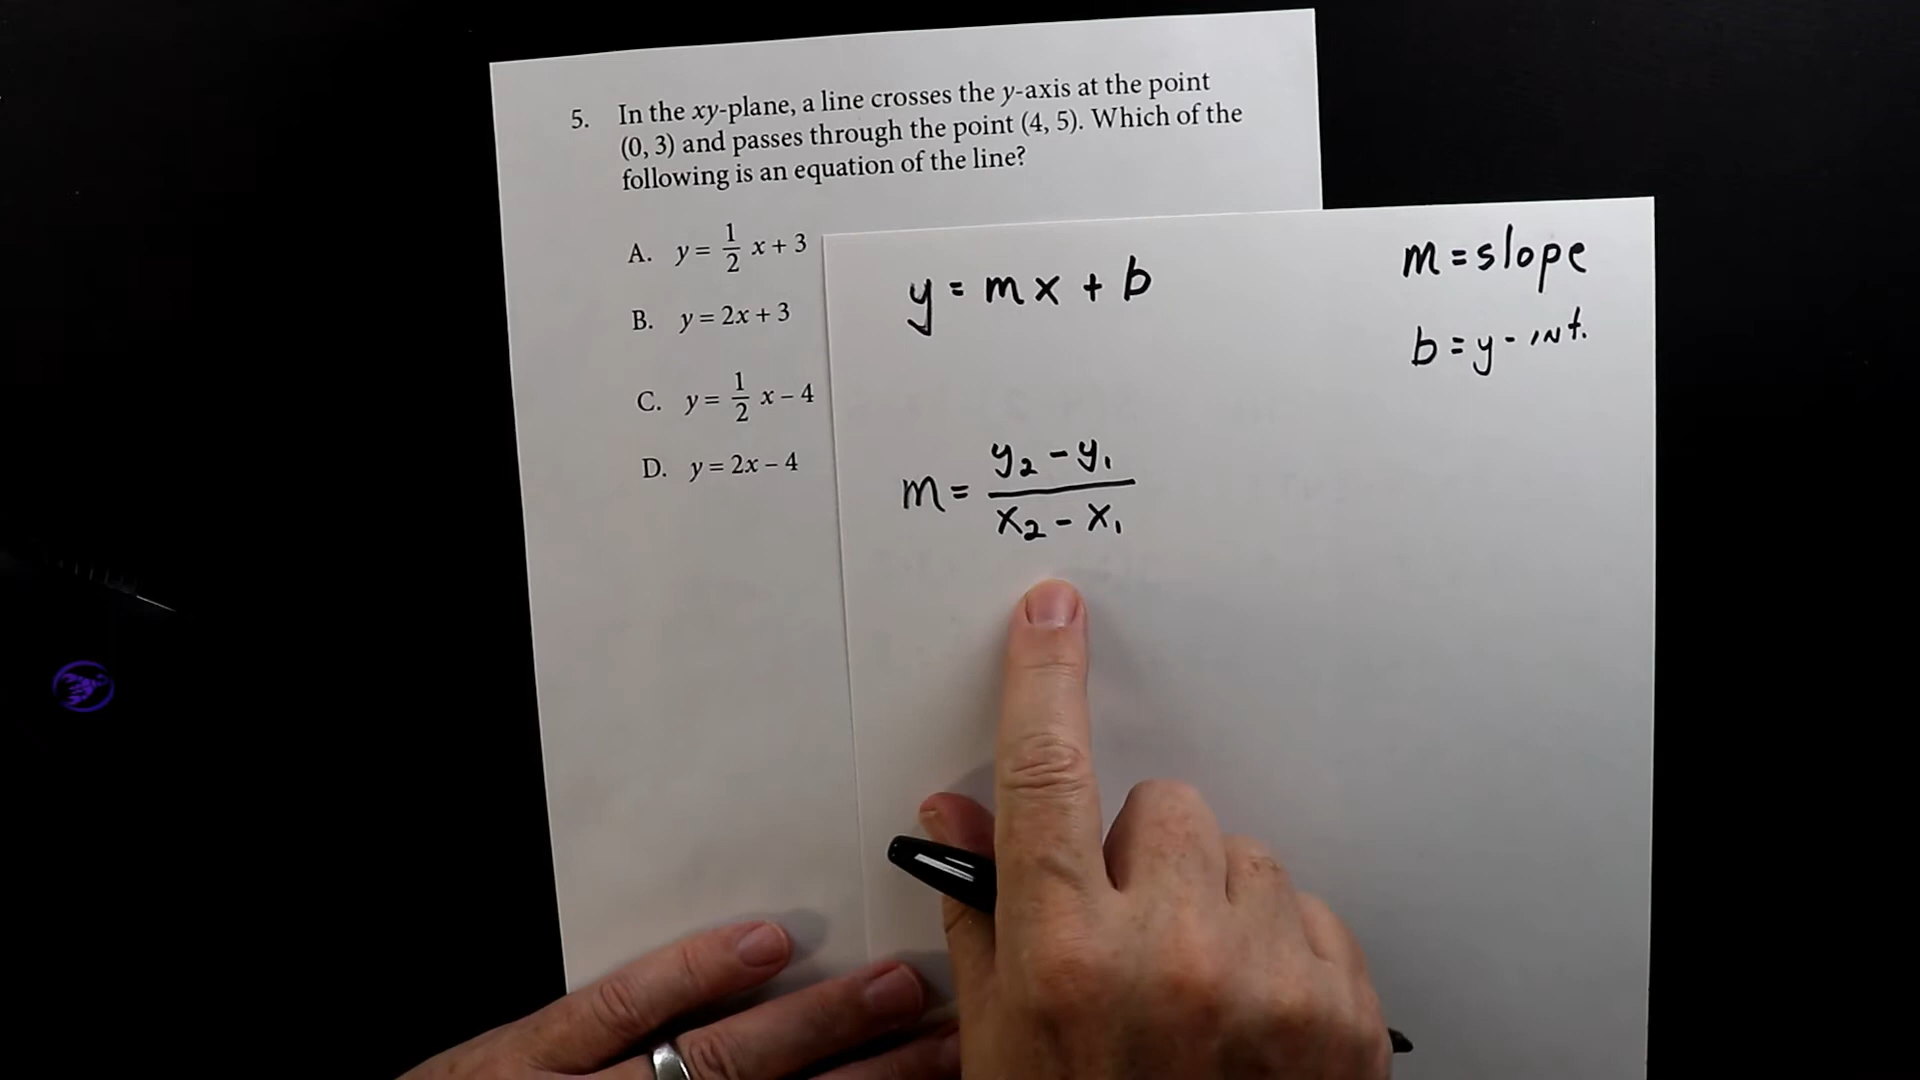 5. In the xy-plane, a line crosses the y-axis at the point
(0, 3) and passes through the point (4, 5). Which of the
following is an equation of the line?
A. y = 1/2 x + 3
B. y = 2x + 3
C. y = 1/2 x – 4
D. y = 2x – 4
y = mx + b
m = slope
b = y-int.
m = y₂ - y₁ / x₂ - x₁